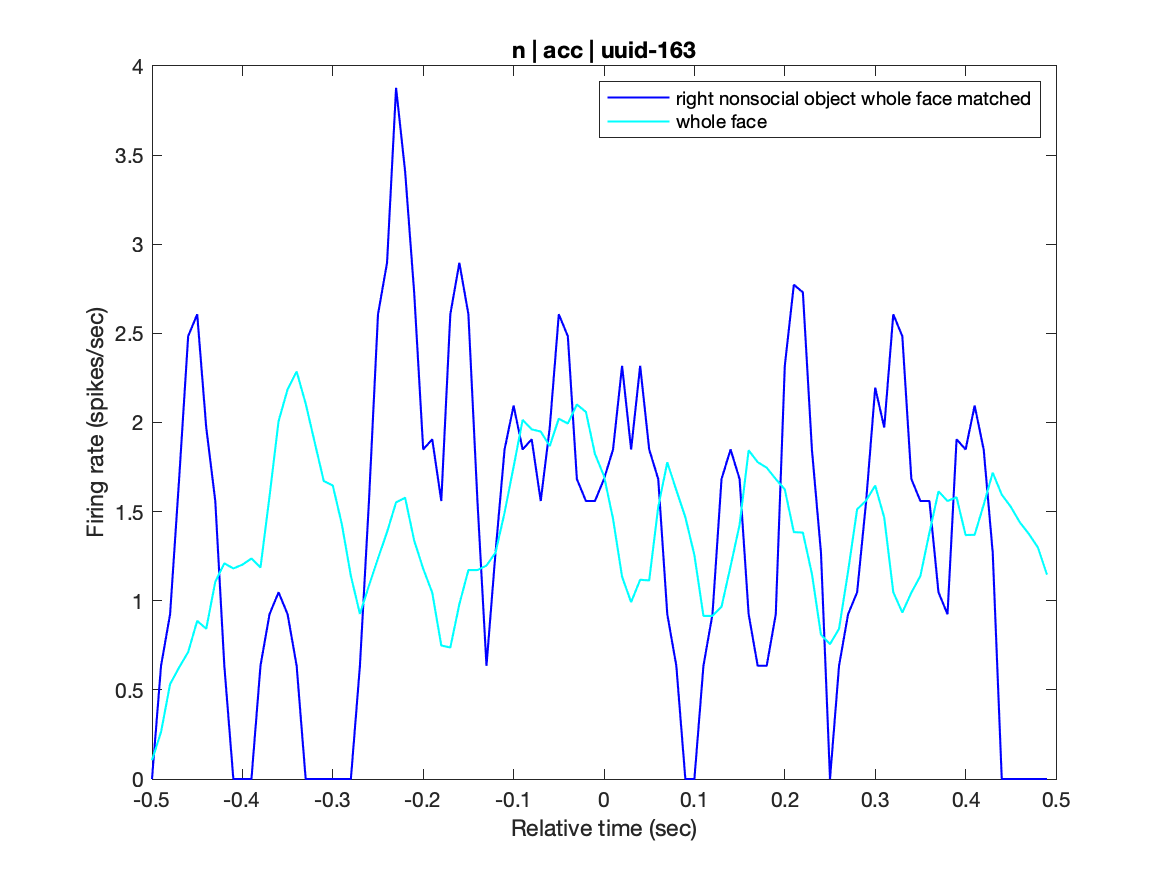 n | acc | uuid-163
right nonsocial object whole face matched
whole face
Firing rate (spikes/sec)
4
3.5
3
2.5
2
1.5
1
0.5
0
-0.5 -0.4 -0.3 -0.2 -0.1 0 0.1 0.2 0.3 0.4 0.5
Relative time (sec)